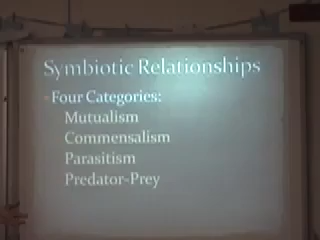 Symbiotic Relationships
Four Categories:
Mutualism
Commensalism
Parasitism
Predator-Prey